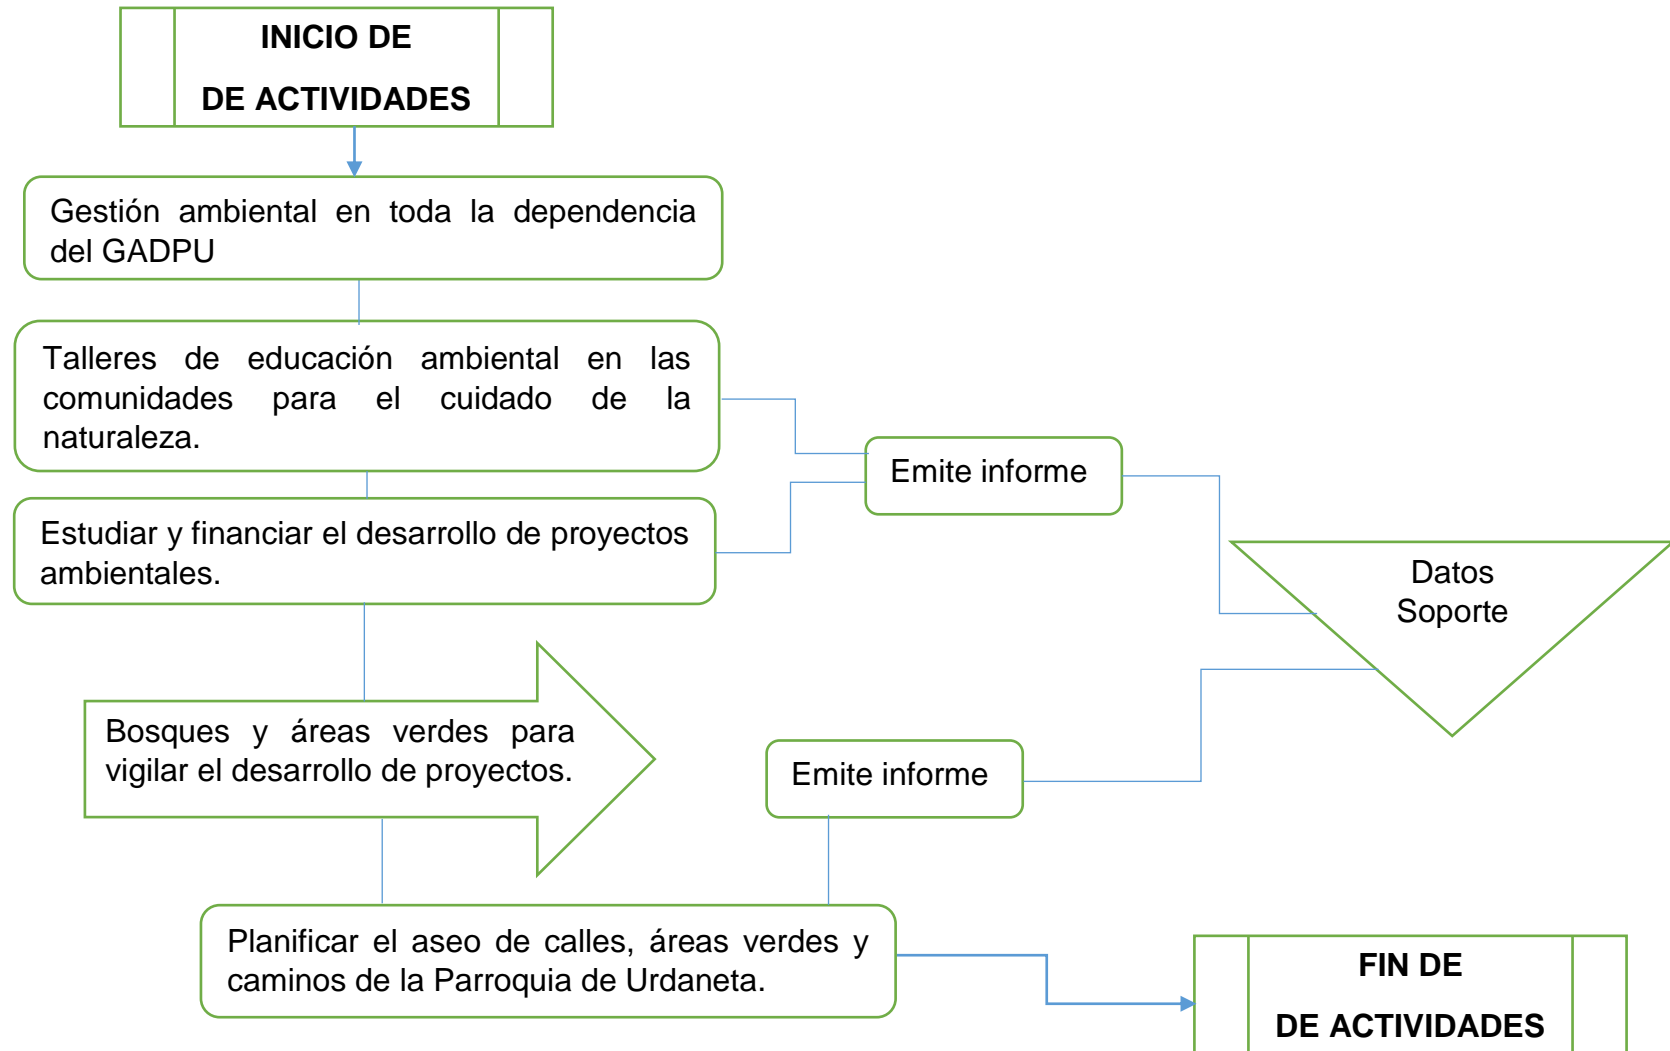 INICIO DE
DE ACTIVIDADES
Gestión ambiental en toda la dependencia
del GADPU
Talleres de educación ambiental en las
comunidades para el cuidado de la
naturaleza.
Emite informe
Estudiar y financiar el desarrollo de proyectos
ambientales.
Datos
Soporte
Bosques y áreas verdes para
vigilar el desarrollo de proyectos.
Emite informe
Planificar el aseo de calles, áreas verdes y
caminos de la Parroquia de Urdaneta.
FIN DE
DE ACTIVIDADES